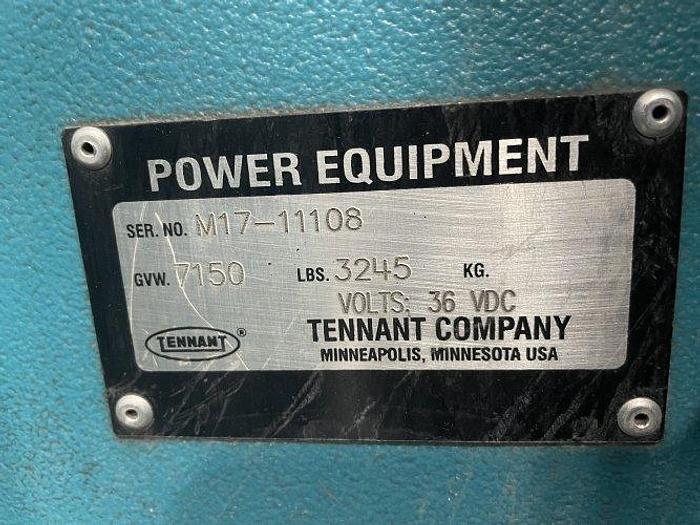 POWER EQUIPMENT
SER. NO. M17-11108
GVW. 7150 LBS. 3245 KG.
VOLTS: 36 VDC
TENNANT ® TENNANT COMPANY
MINNEAPOLIS, MINNESOTA USA